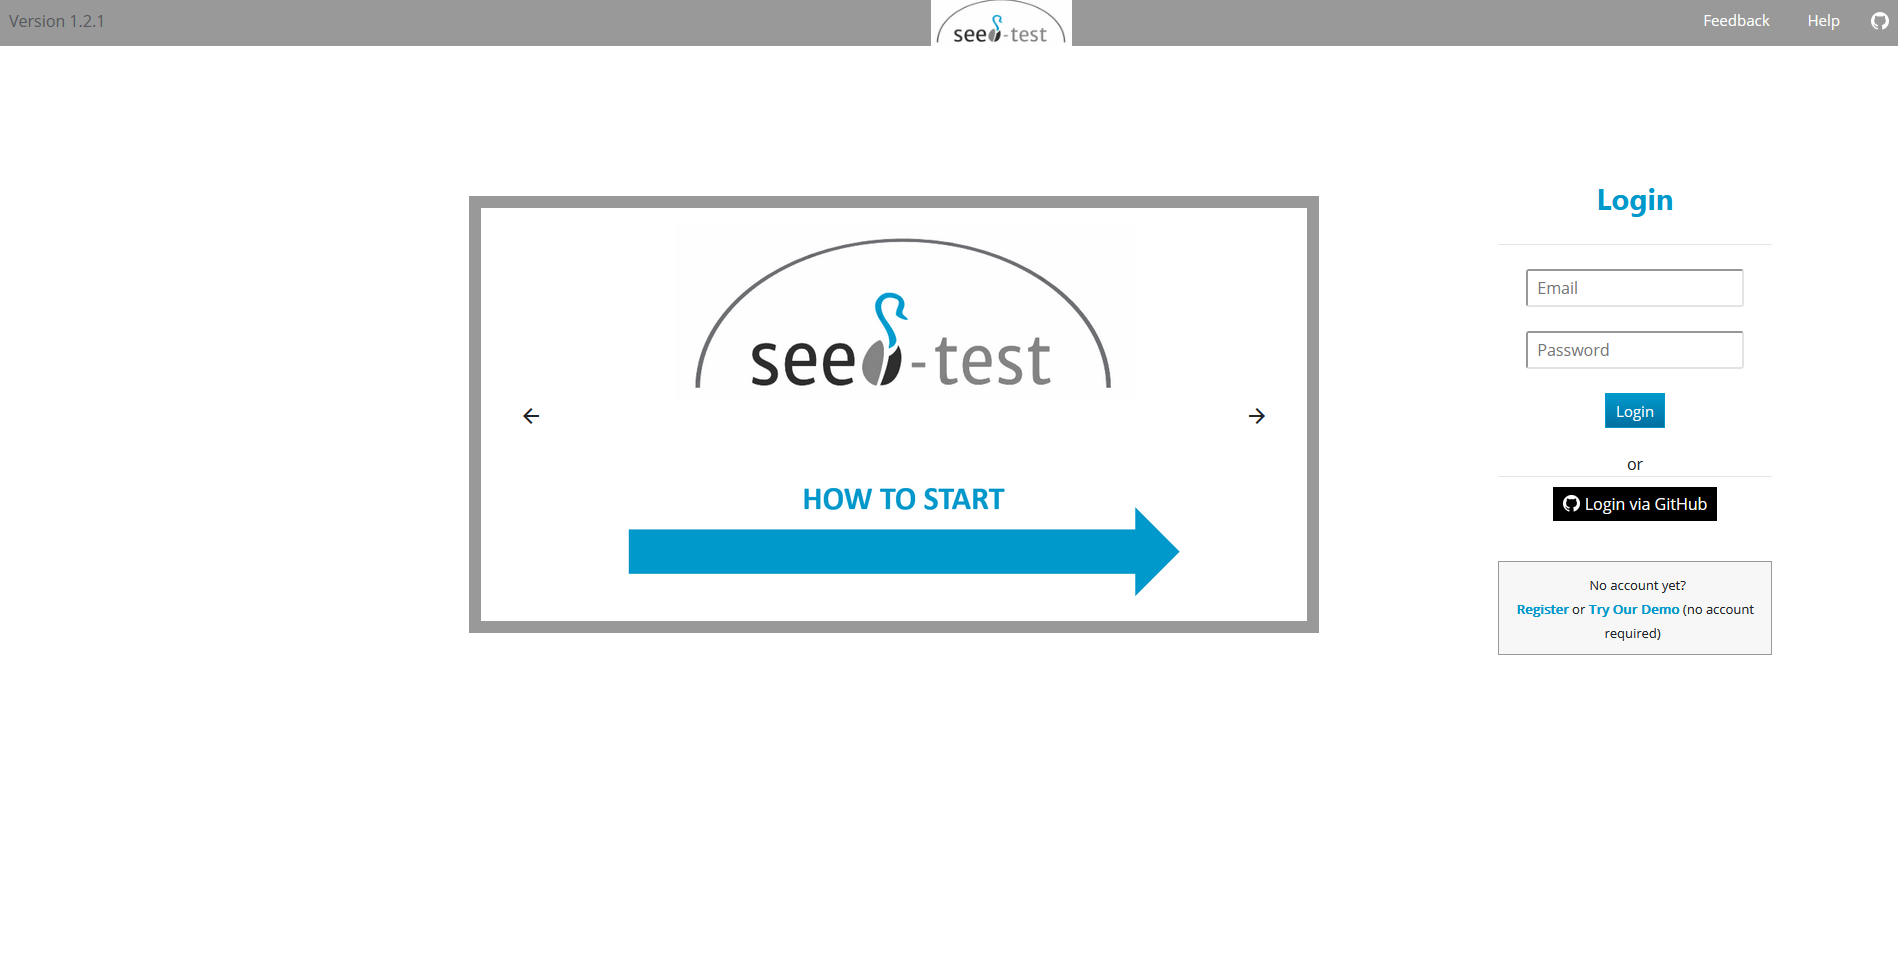 Version 1.2.1
seed-test
Feedback
Help
seed-test
HOW TO START
Login
Email
Password
Login
or
Login via GitHub
No account yet?
Register or Try Our Demo (no account
required)